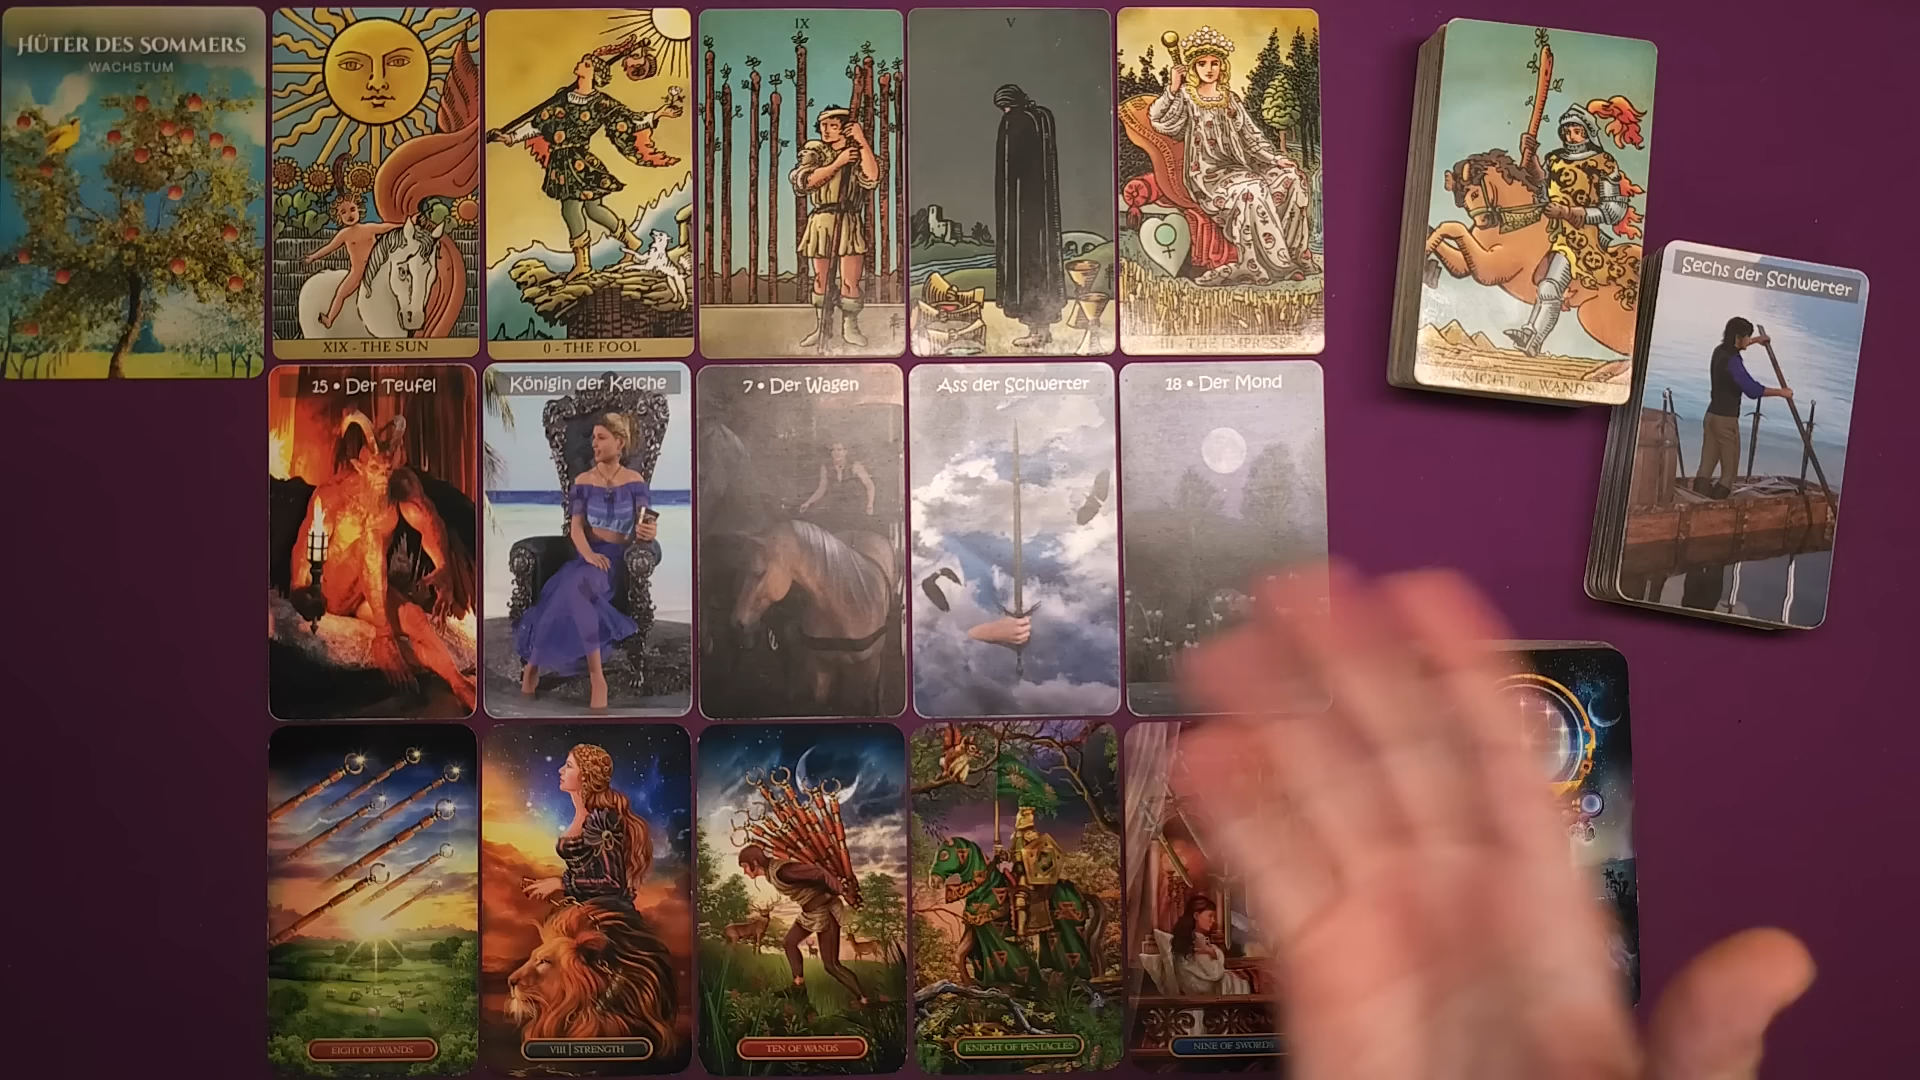 HÜTER DES SOMMERS
WACHSTUM
XIX - THE SUN
0 - THE FOOL
IX
V
III - THE EMPRESS
KNIGHT OF WANDS
Sechs der Schwerter
15 • Der Teufel
Königin der Kelche
7 • Der Wagen
Ass der Schwerter
18 • Der Mond
EIGHT OF WANDS
VIII | STRENGTH
TEN OF WANDS
KNIGHT OF PENTACLES
NINE OF SWORDS